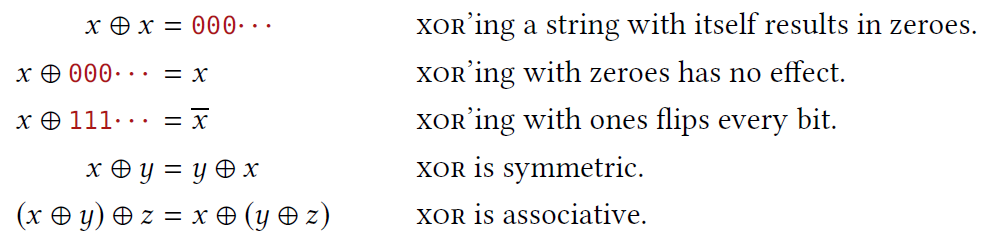 x ⊕ x = 000··· XOR'ing a string with itself results in zeroes.
x ⊕ 000··· = x XOR'ing with zeroes has no effect.
x ⊕ 111··· = x̅ XOR'ing with ones flips every bit.
x ⊕ y = y ⊕ x XOR is symmetric.
(x ⊕ y) ⊕ z = x ⊕ (y ⊕ z) XOR is associative.